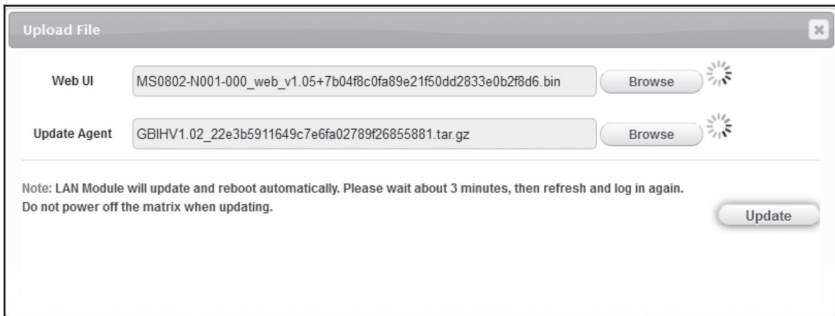 Upload File
Web UI MS0802-N001-000_web_v1.05+7b04f8c0fa89e21f50dd2833e0b2f8d6.bin Browse
Update Agent GBIHV1.02_22e3b5911649c7e6fa02789f26855881.tar.gz Browse
Note: LAN Module will update and reboot automatically. Please wait about 3 minutes, then refresh and log in again.
Do not power off the matrix when updating.
Update